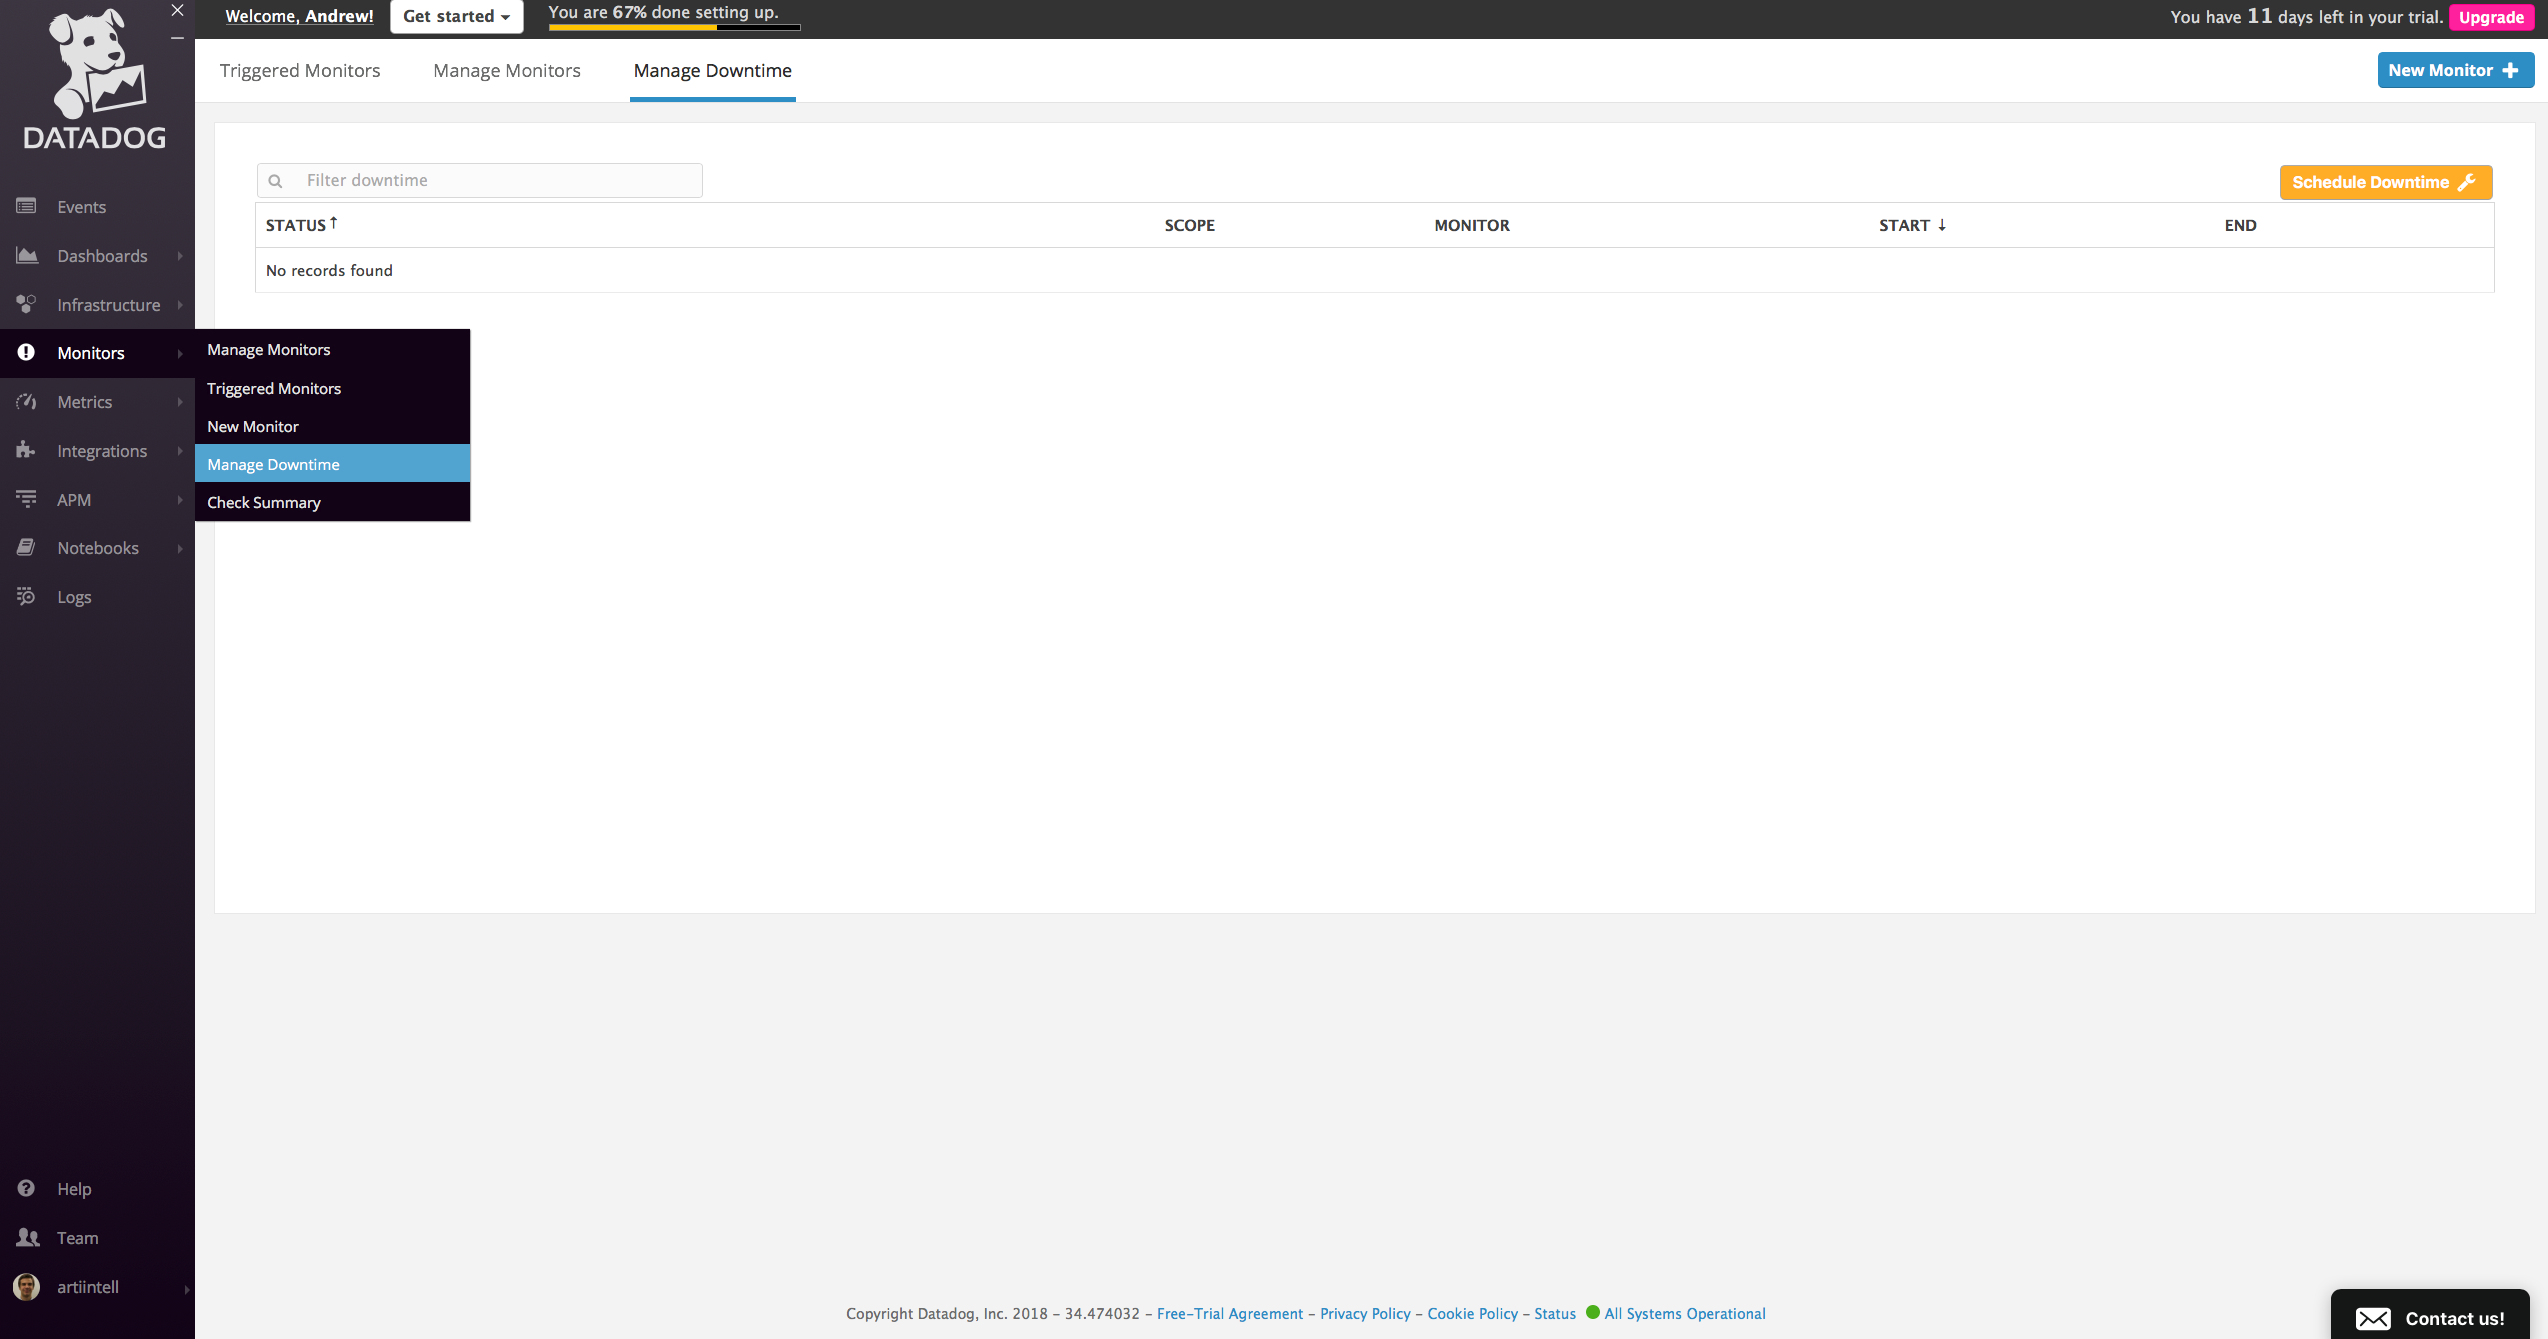 Welcome, Andrew!
Get started
You are 67% done setting up.
You have 11 days left in your trial.
Upgrade
DATADOG
Triggered Monitors
Manage Monitors
Manage Downtime
New Monitor
Filter downtime
Schedule Downtime
STATUS
SCOPE
MONITOR
START
END
No records found
Events
Dashboards
Infrastructure
Monitors
Metrics
Integrations
APM
Notebooks
Logs
Manage Monitors
Triggered Monitors
New Monitor
Manage Downtime
Check Summary
Help
Team
artiintell
Copyright Datadog, Inc. 2018 - 34.474032 - Free-Trial Agreement - Privacy Policy - Cookie Policy - Status All Systems Operational
Contact us!